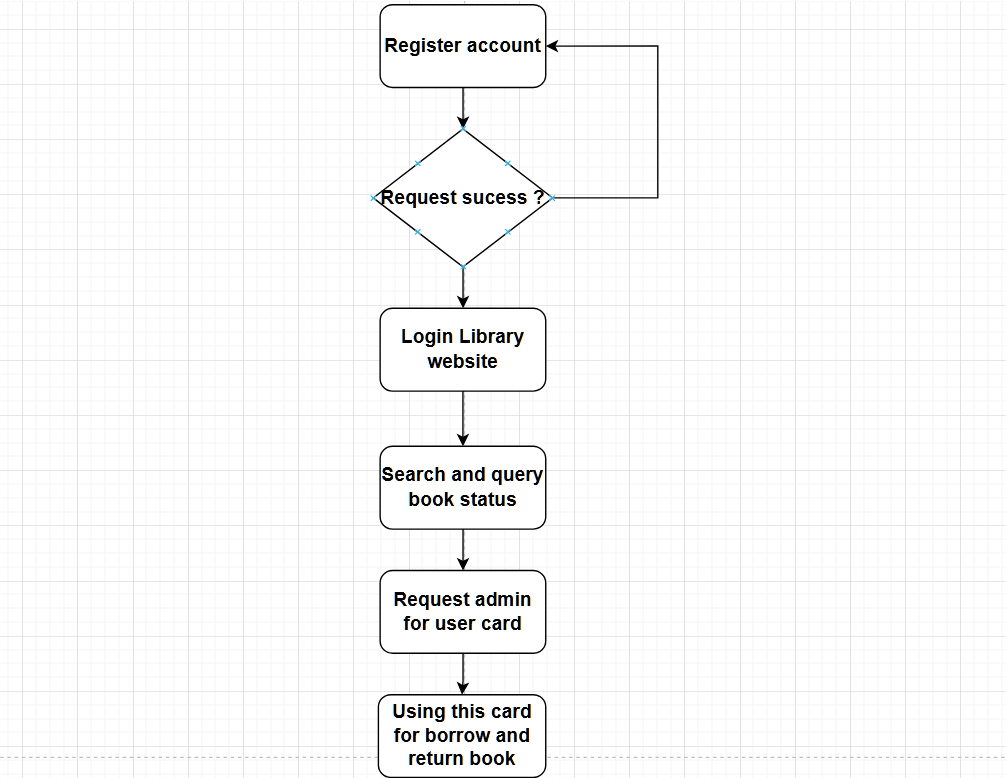 Register account
Request sucess ?
Login Library
website
Search and query
book status
Request admin
for user card
Using this card
for borrow and
return book